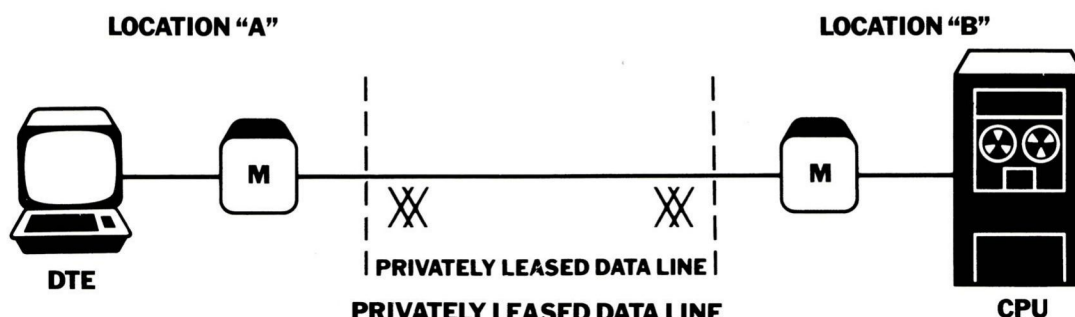 LOCATION “A”
LOCATION “B”
M
M
PRIVATELY LEASED DATA LINE
DTE
PRIVATELY LEASED DATA LINE
CPU